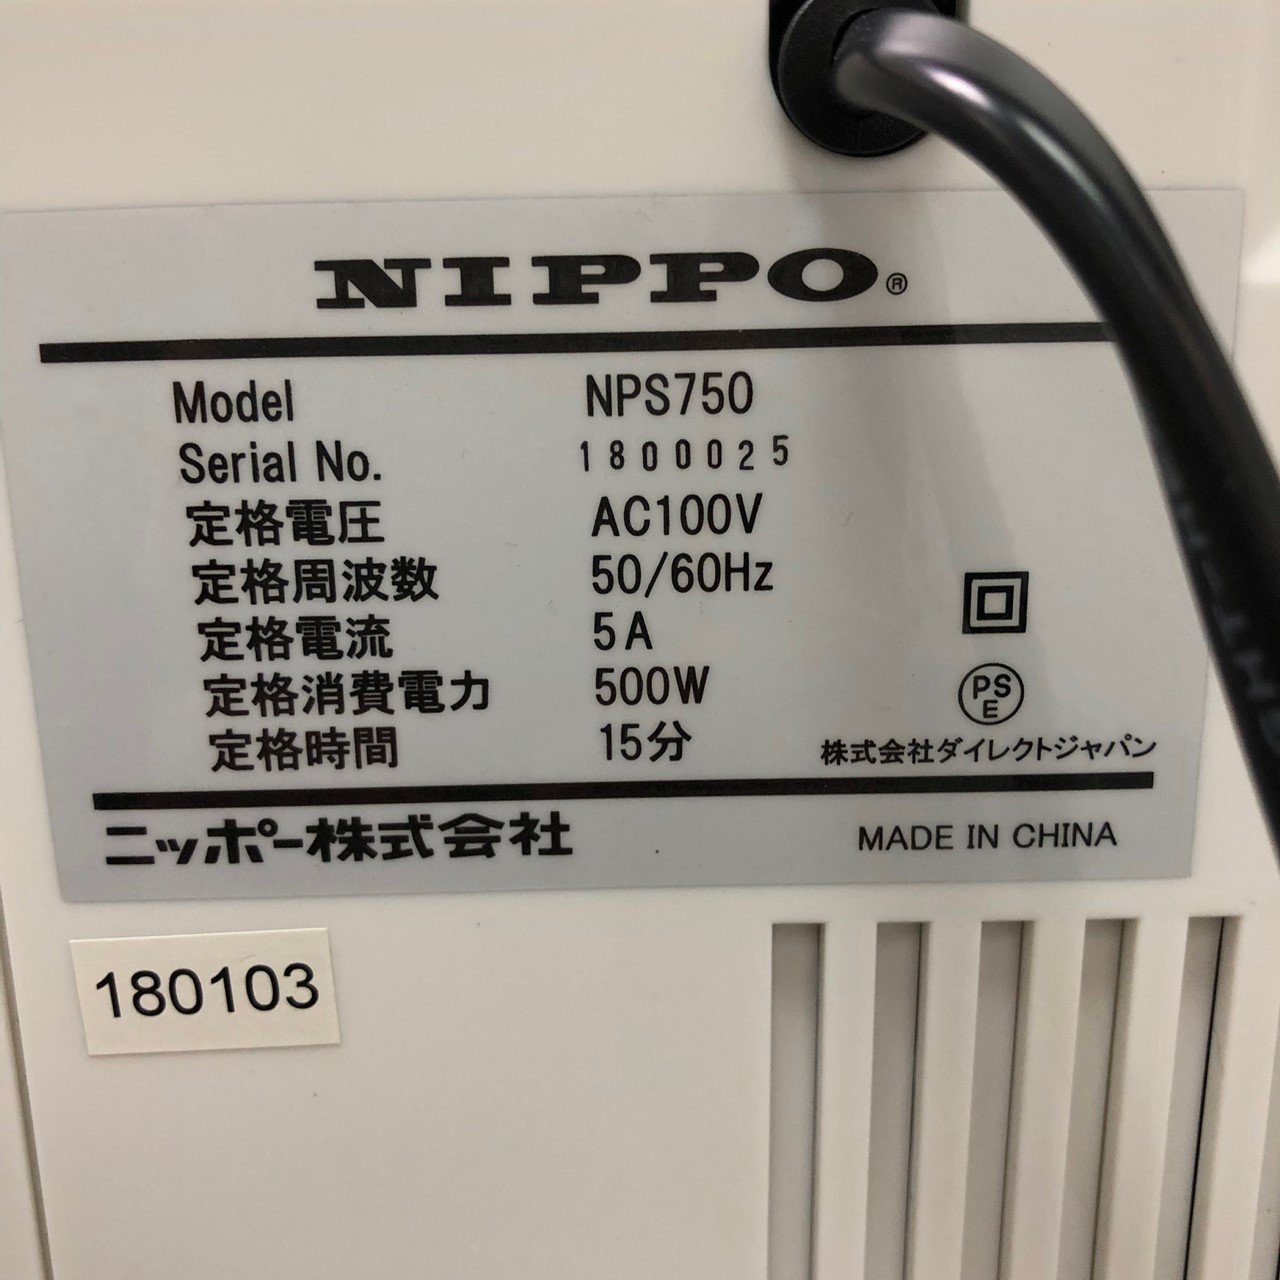 NIPPO®
Model NPS750
Serial No. 1800025
定格電圧 AC100V
定格周波数 50/60Hz
定格電流 5A
定格消費電力 500W
定格時間 15分
PS
E
株式会社ダイレクトジャパン
ニッポー株式会社 MADE IN CHINA
180103